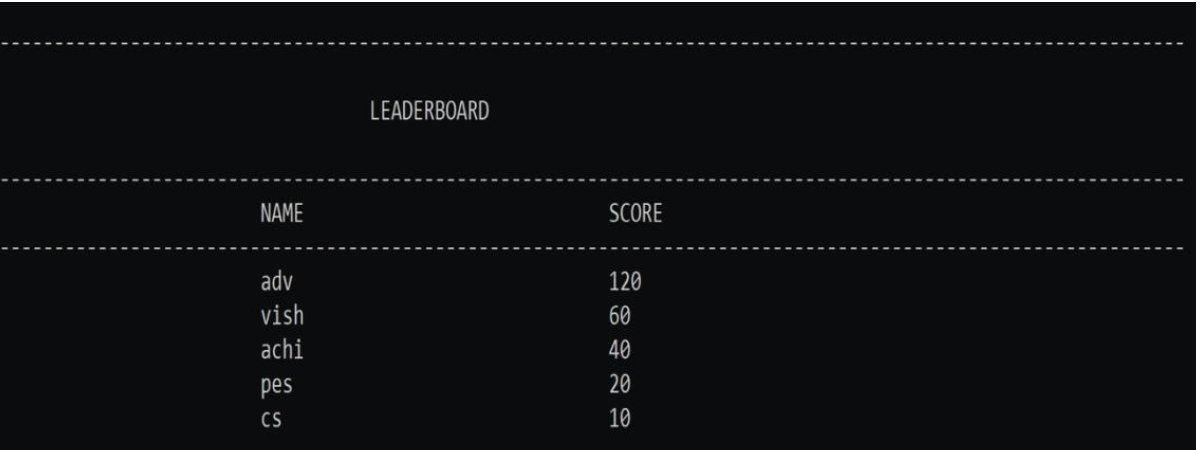 LEADERBOARD
NAME SCORE
adv 120
vish 60
achi 40
pes 20
cs 10